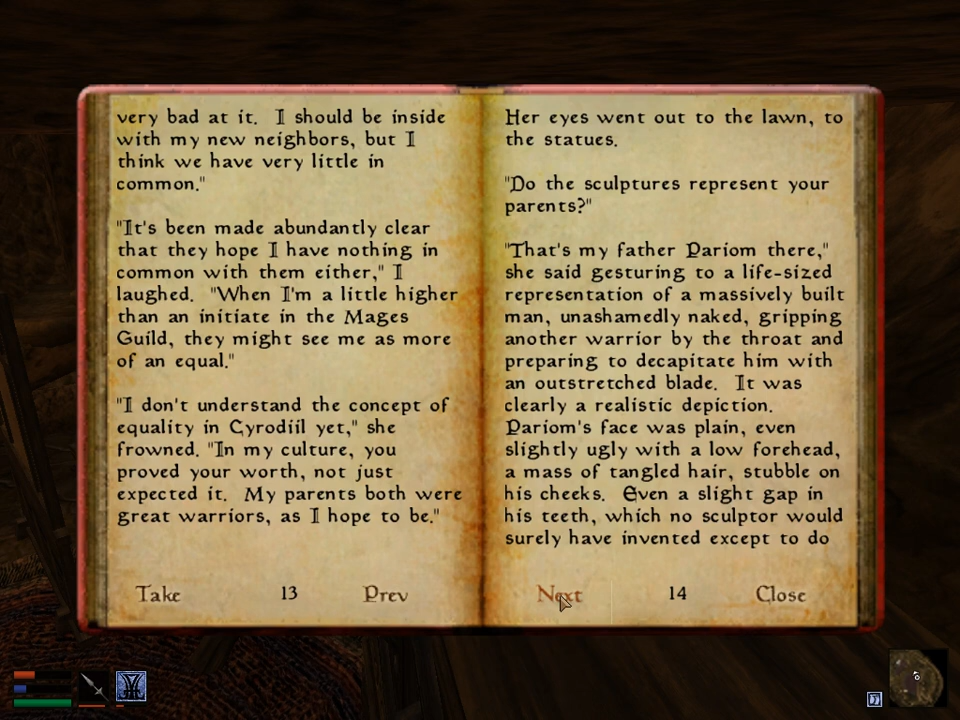 very bad at it.  I should be inside
with my new neighbors, but I
think we have very little in
common."
"It's been made abundantly clear
that they hope I have nothing in
common with them either," I
laughed.  "When I'm a little higher
than an initiate in the Mages
Guild, they might see me as more
of an equal."
"I don't understand the concept of
equality in Cyrodiil yet," she
frowned. "In my culture, you
proved your worth, not just
expected it.  My parents both were
great warriors, as I hope to be."
Take
13
Prev
Her eyes went out to the lawn, to
the statues.
"Do the sculptures represent your
parents?"
"That's my father Pariom there,"
she said gesturing to a life-sized
representation of a massively built
man, unashamedly naked, gripping
another warrior by the throat and
preparing to decapitate him with
an outstretched blade.  It was
clearly a realistic depiction.
Pariom's face was plain, even
slightly ugly with a low forehead,
a mass of tangled hair, stubble on
his cheeks.  Even a slight gap in
his teeth, which no sculptor would
surely have invented except to do
Next
14
Close